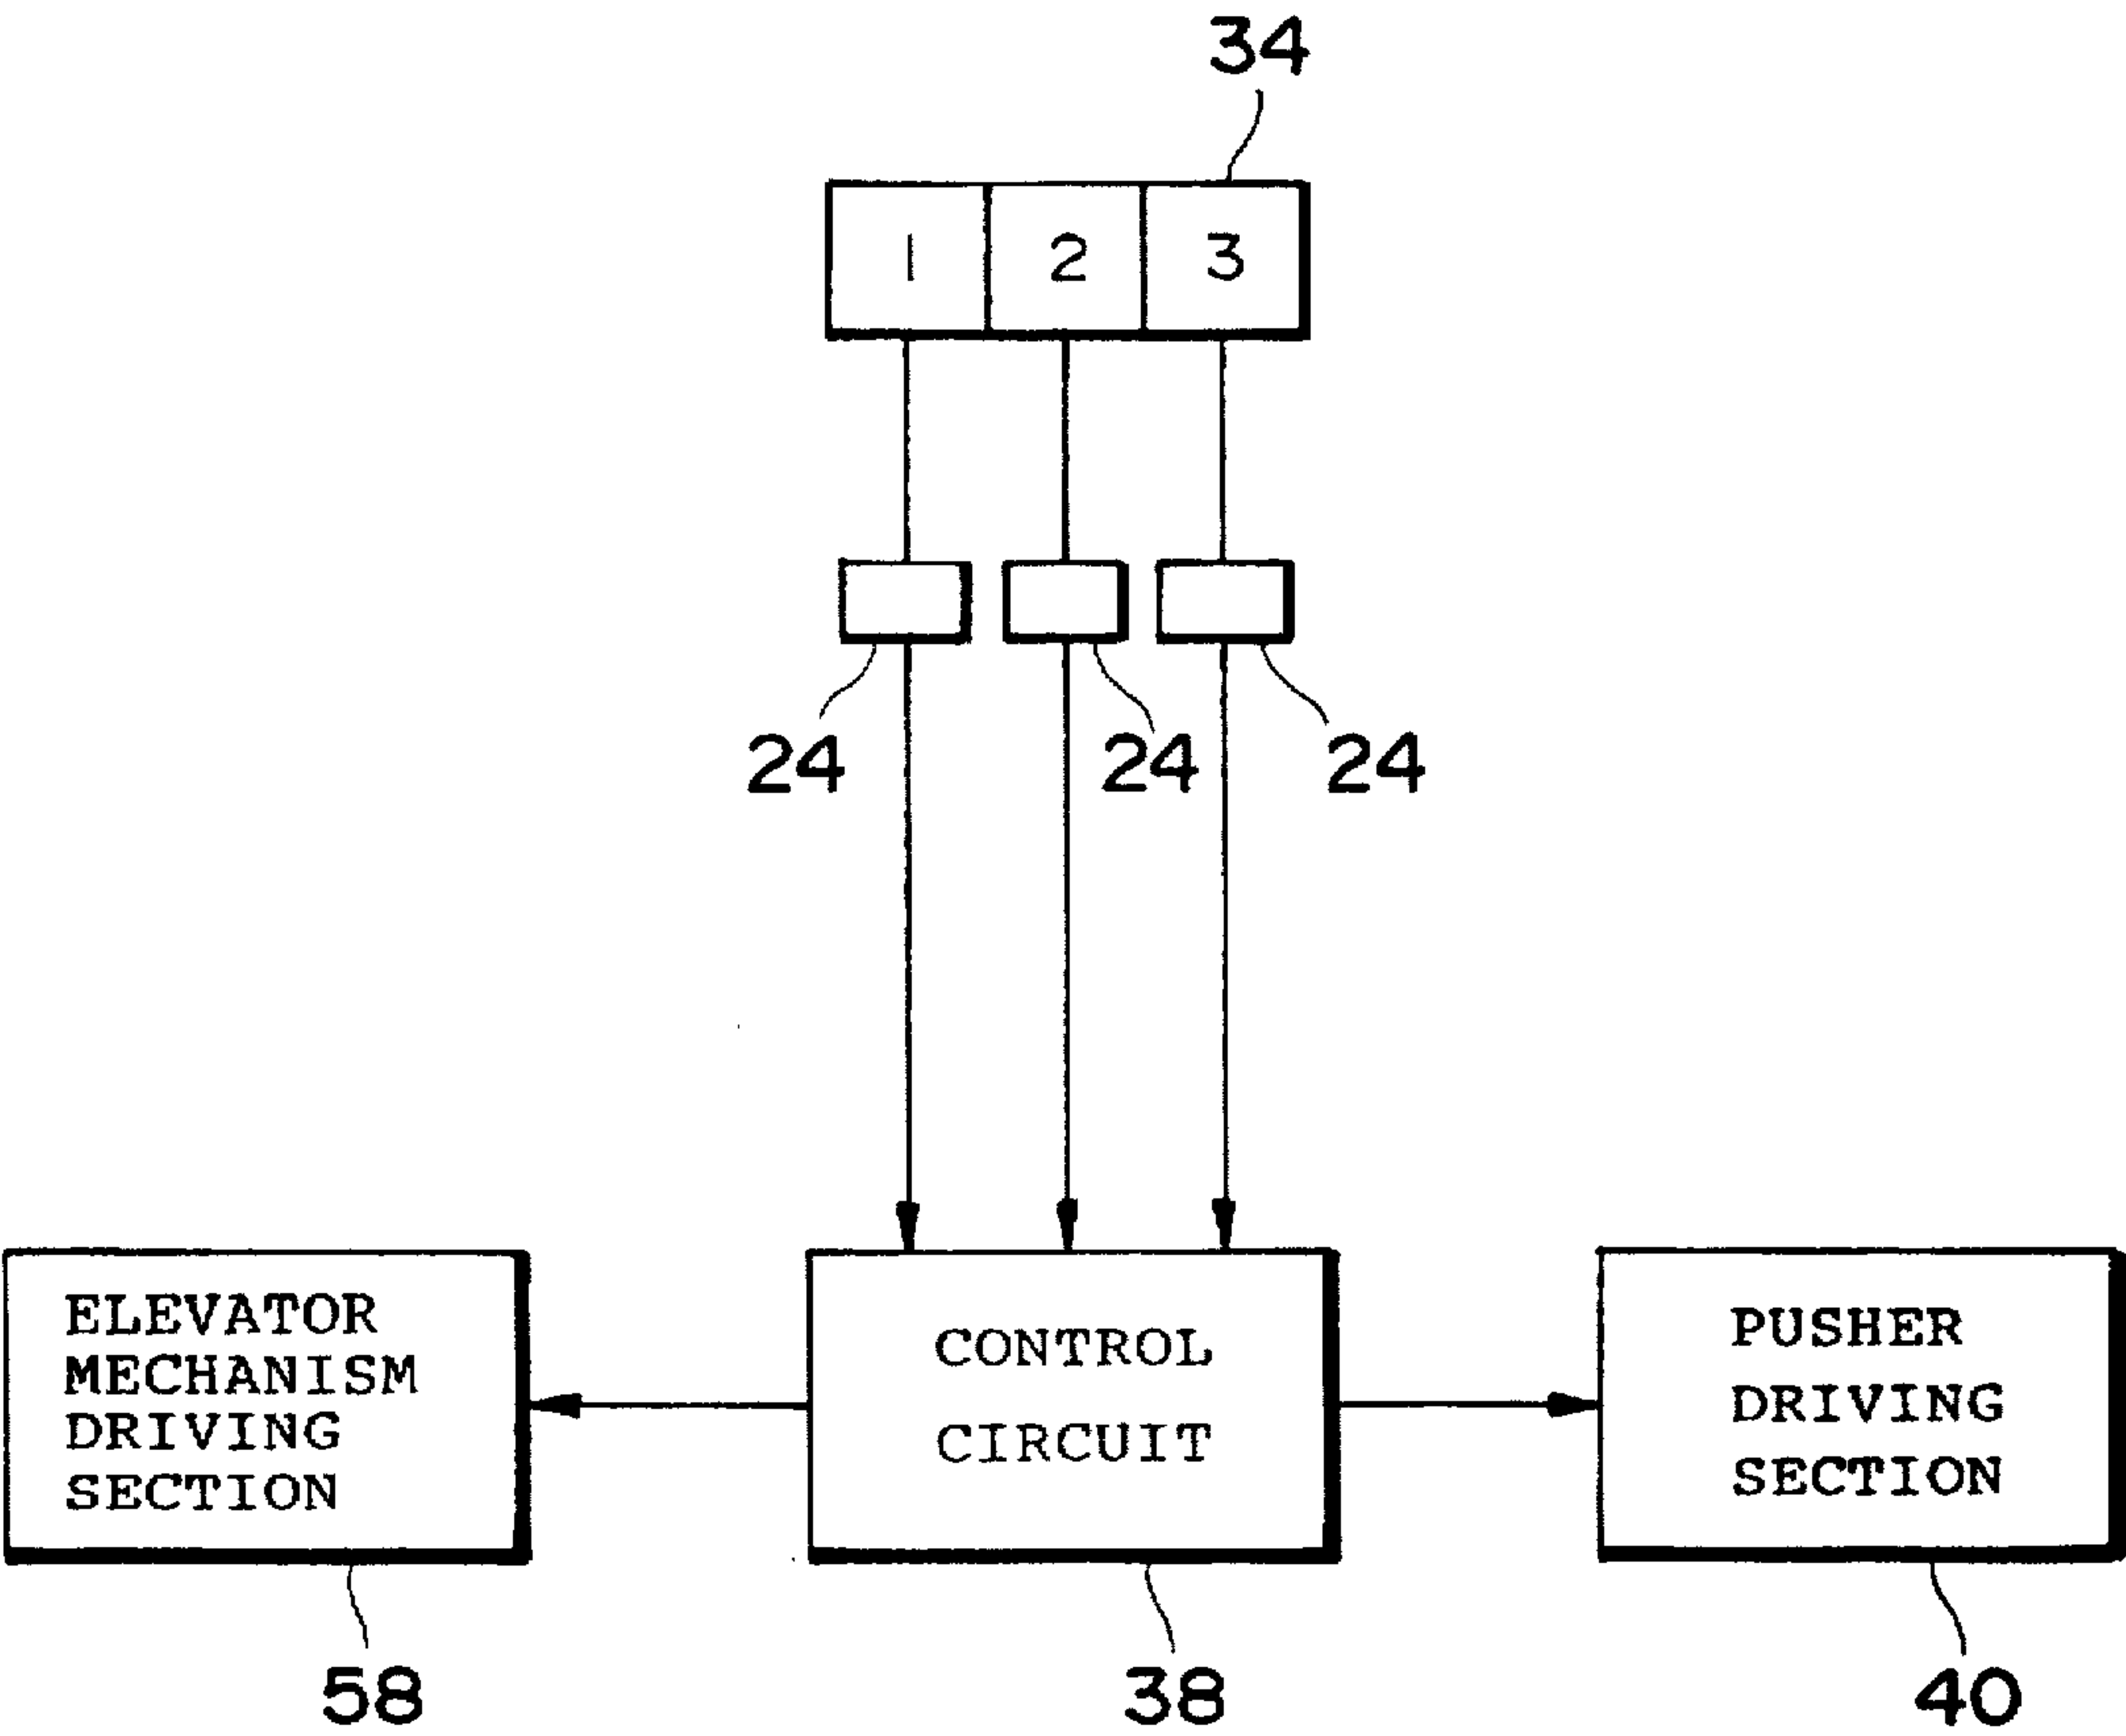 34
1 2 3
24 24 24
ELEVATOR
MECHANISM
DRIVING
SECTION
CONTROL
CIRCUIT
PUSHER
DRIVING
SECTION
58 38 40